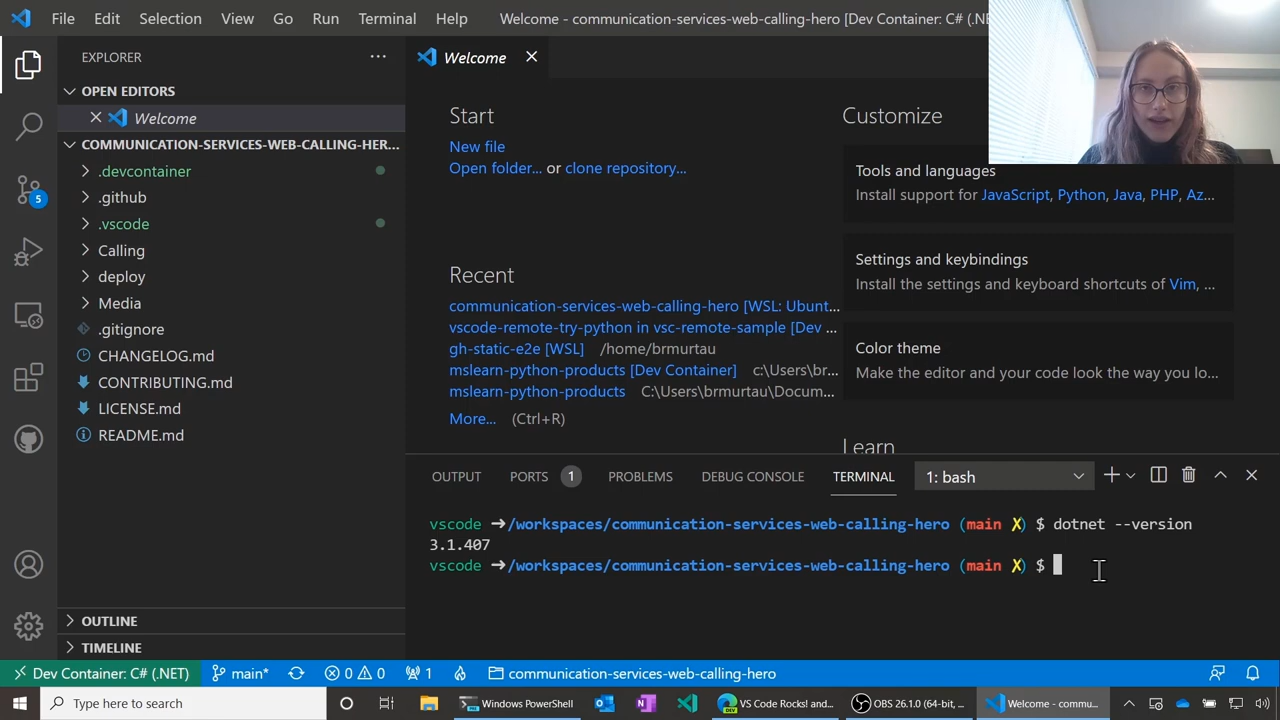 File Edit Selection View Go Run Terminal Help Welcome - communication-services-web-calling-hero [Dev Container: C# (.N
EXPLORER
OPEN EDITORS
Welcome
COMMUNICATION-SERVICES-WEB-CALLING-HER...
.devcontainer
.github
.vscode
Calling
deploy
Media
.gitignore
CHANGELOG.md
CONTRIBUTING.md
LICENSE.md
README.md
OUTLINE
TIMELINE
5
Welcome
Start
New file
Open folder... or clone repository...
Recent
communication-services-web-calling-hero [WSL: Ubunt...
vscode-remote-try-python in vsc-remote-sample [Dev ...
gh-static-e2e [WSL] /home/brmurtau
mslearn-python-products [Dev Container] c:\Users\br...
mslearn-python-products C:\Users\brmurtau\Docum...
More... (Ctrl+R)
Customize
Tools and languages
Install support for JavaScript, Python, Java, PHP, Az...
Settings and keybindings
Install the settings and keyboard shortcuts of Vim, ...
Color theme
Make the editor and your code look the way you lo...
Learn
OUTPUT PORTS 1 PROBLEMS DEBUG CONSOLE TERMINAL 1: bash
vscode ➜/workspaces/communication-services-web-calling-hero (main ✗) $ dotnet --version
3.1.407
vscode ➜/workspaces/communication-services-web-calling-hero (main ✗) $
Dev Container: C# (.NET) main* 0 0 1 communication-services-web-calling-hero
Type here to search Windows PowerShell VS Code Rocks! and... OBS 26.1.0 (64-bit, ... Welcome - commu...